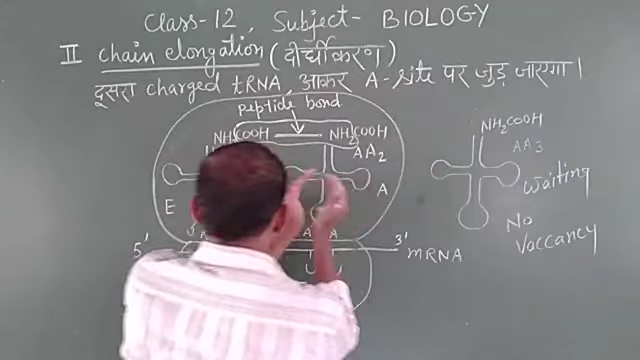 Class-12, Subject- BIOLOGY
II chain elongation (दीर्घीकरण)
दूसरा charged tRNA, आकर A-site पर जुड़ जाएगा।
peptide bond
NH₂COOH NH₂COOH
AA₂
NH₂COOH
AA3
Waiting
No
Vaccancy
E
A
A A
5' 3' mRNA